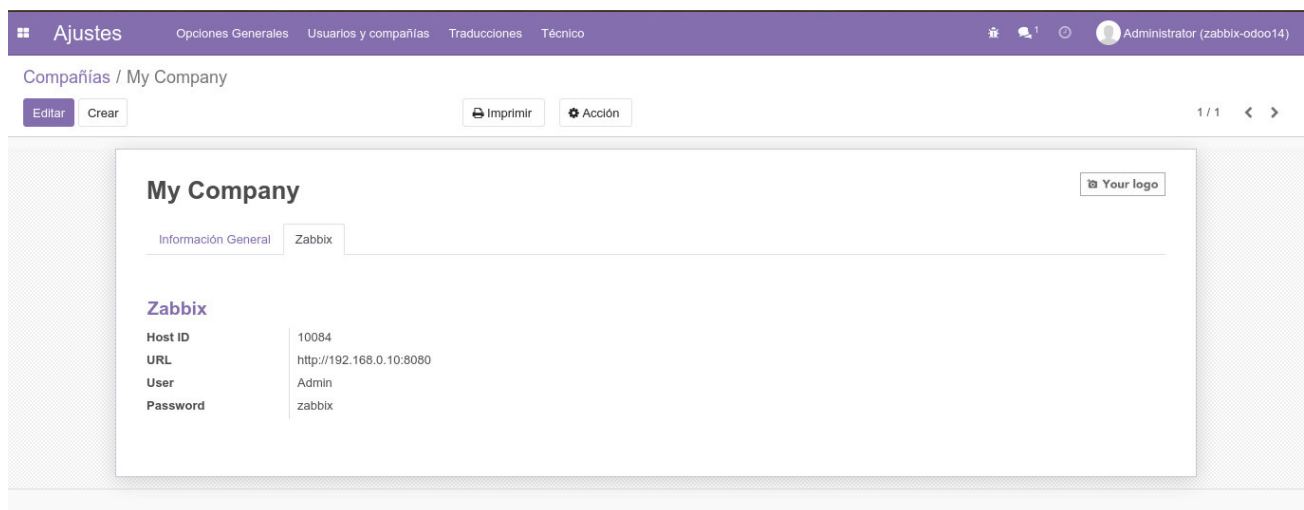 Ajustes Opciones Generales Usuarios y compañías Traducciones Técnico 1 Administrator (zabbix-odoo14)
Compañías / My Company
Editar Crear Imprimir Acción 1 / 1
My Company Your logo
Información General Zabbix
Zabbix
Host ID 10084
URL http://192.168.0.10:8080
User Admin
Password zabbix